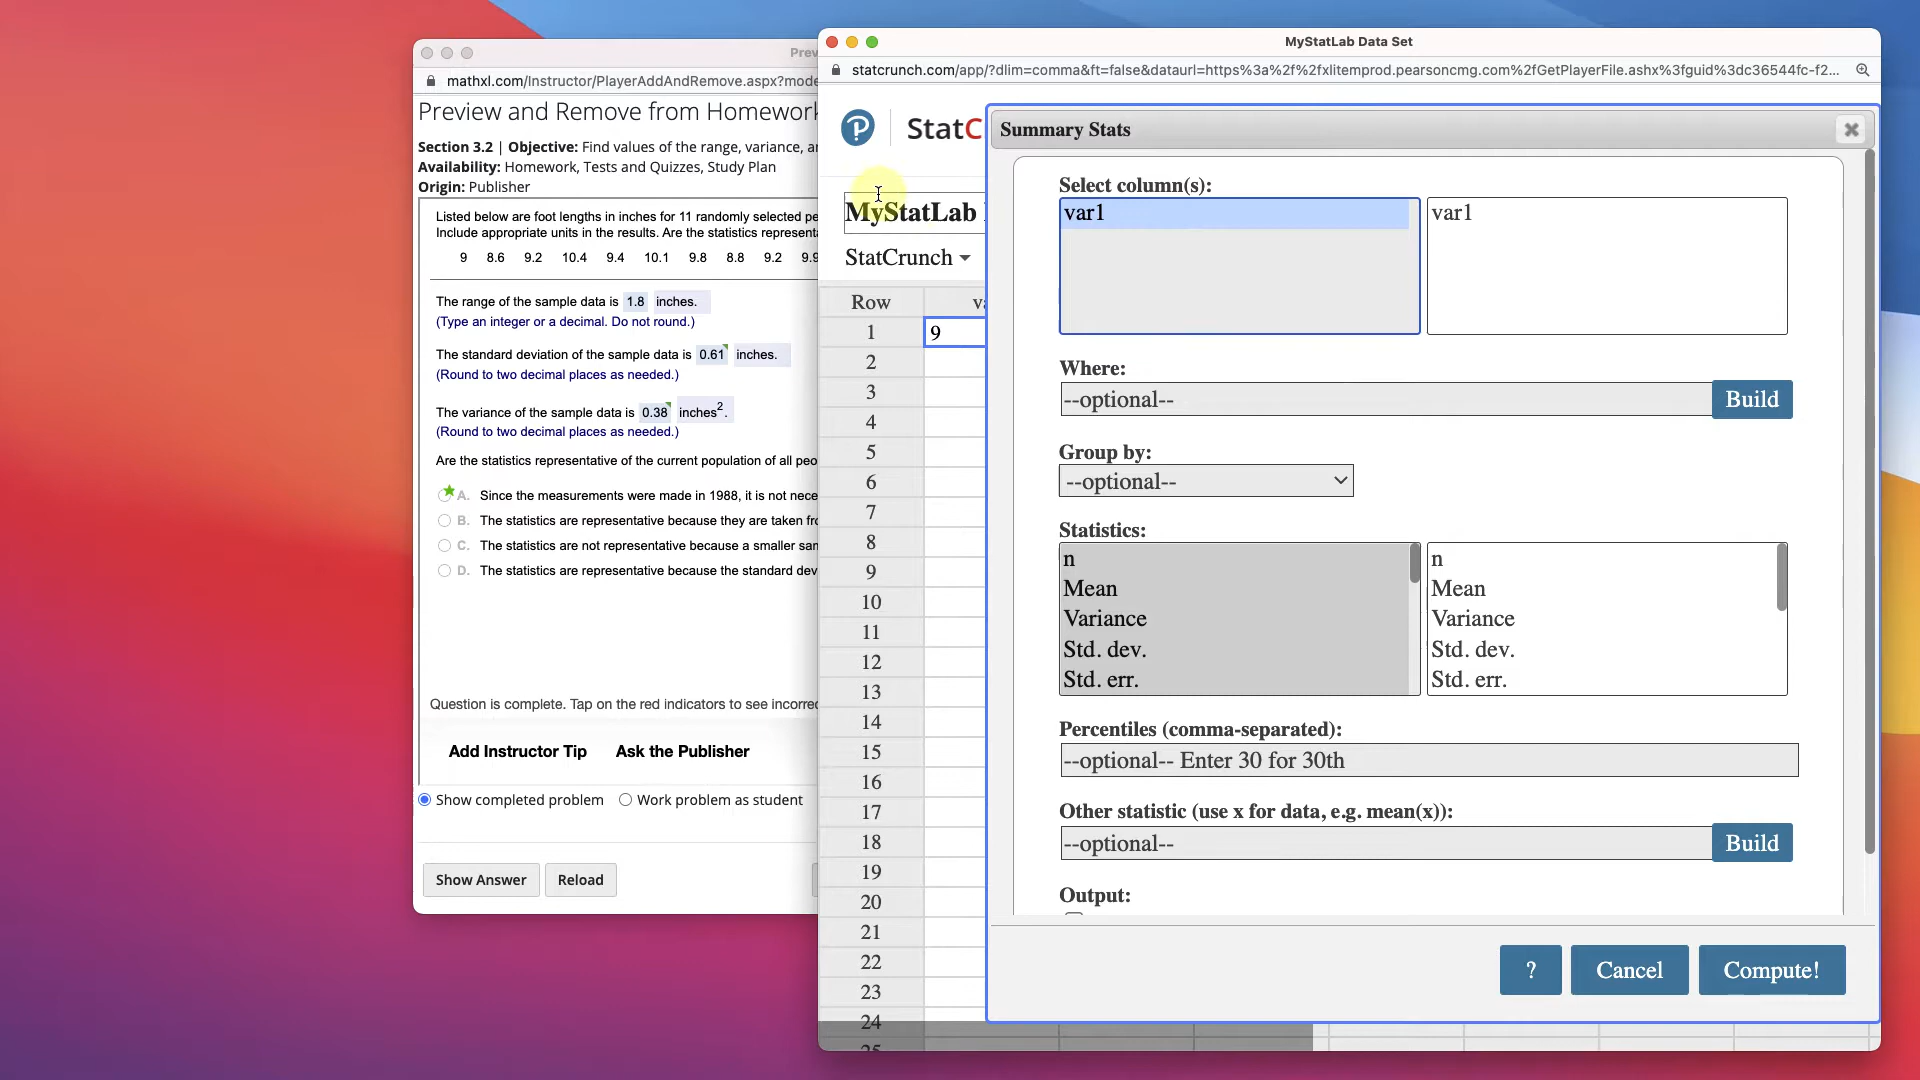 Prev
mathxl.com/Instructor/PlayerAddAndRemove.aspx?mode
Preview and Remove from Homework
Section 3.2 | Objective: Find values of the range, variance, an
Availability: Homework, Tests and Quizzes, Study Plan
Origin: Publisher
Listed below are foot lengths in inches for 11 randomly selected pe
Include appropriate units in the results. Are the statistics represent
9 8.6 9.2 10.4 9.4 10.1 9.8 8.8 9.2 9.9
The range of the sample data is 1.8 inches.
(Type an integer or a decimal. Do not round.)
The standard deviation of the sample data is 0.61 inches.
(Round to two decimal places as needed.)
The variance of the sample data is 0.38 inches2.
(Round to two decimal places as needed.)
Are the statistics representative of the current population of all peo
A. Since the measurements were made in 1988, it is not nece
B. The statistics are representative because they are taken fro
C. The statistics are not representative because a smaller sam
D. The statistics are representative because the standard dev
Question is complete. Tap on the red indicators to see incorrec
Add Instructor Tip Ask the Publisher
Show completed problem Work problem as student
Show Answer Reload
MyStatLab Data Set
statcrunch.com/app/?dlim=comma&ft=false&dataurl=https%3a%2f%2fxlitemprod.pearsoncmg.com%2fGetPlayerFile.ashx%3fguid%3dc36544fc-f2...
P StatC
MyStatLab
StatCrunch
Row va
1 9
2
3
4
5
6
7
8
9
10
11
12
13
14
15
16
17
18
19
20
21
22
23
24
25
Summary Stats
Select column(s):
var1 var1
Where:
--optional-- Build
Group by:
--optional--
Statistics:
n n
Mean Mean
Variance Variance
Std. dev. Std. dev.
Std. err. Std. err.
Percentiles (comma-separated):
--optional-- Enter 30 for 30th
Other statistic (use x for data, e.g. mean(x)):
--optional-- Build
Output:
? Cancel Compute!